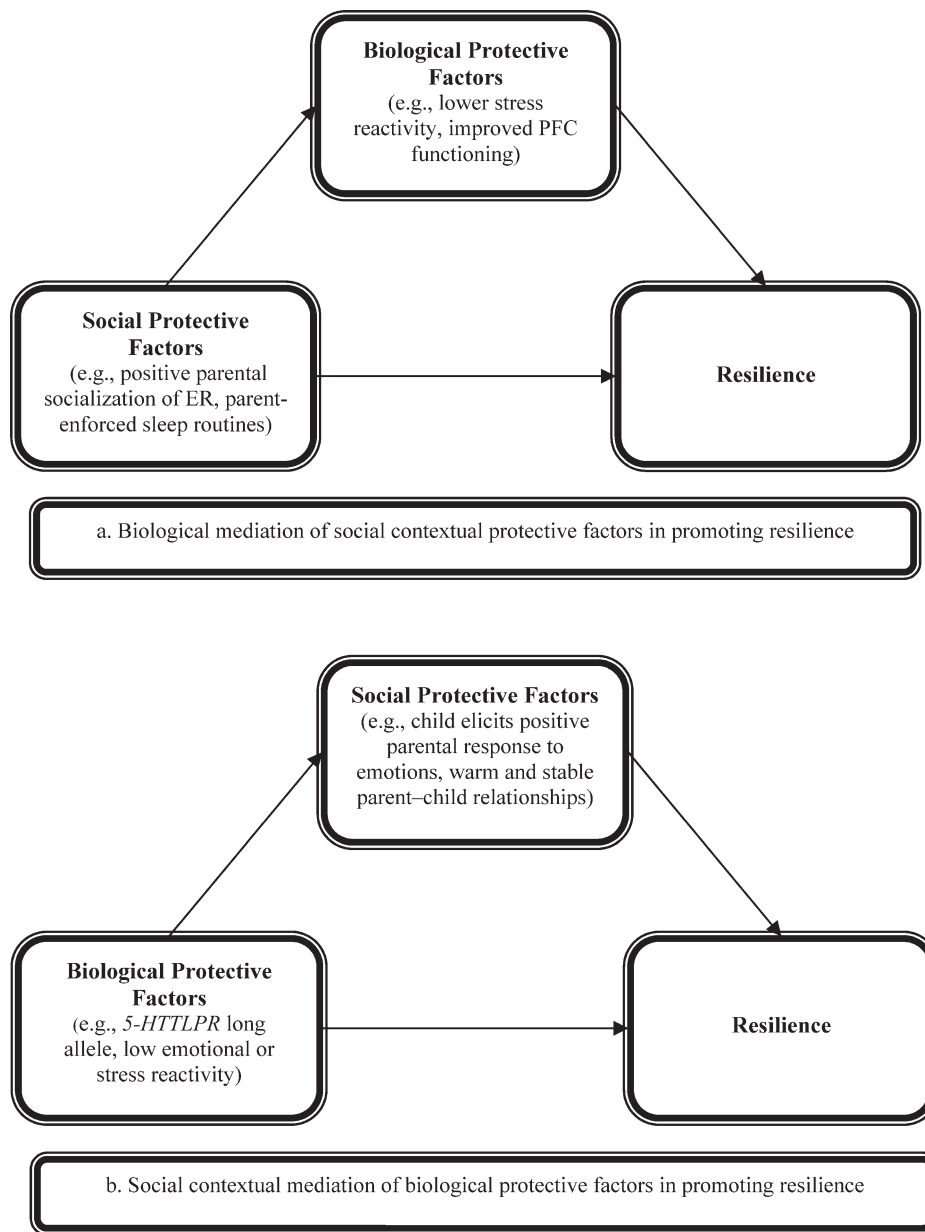 Biological Protective
Factors
(e.g., lower stress
reactivity, improved PFC
functioning)
Social Protective
Factors
(e.g., positive parental
socialization of ER, parent-
enforced sleep routines)
Resilience
a. Biological mediation of social contextual protective factors in promoting resilience
Social Protective Factors
(e.g., child elicits positive
parental response to
emotions, warm and stable
parent–child relationships)
Biological Protective
Factors
(e.g., 5-HTTLPR long
allele, low emotional or
stress reactivity)
Resilience
b. Social contextual mediation of biological protective factors in promoting resilience